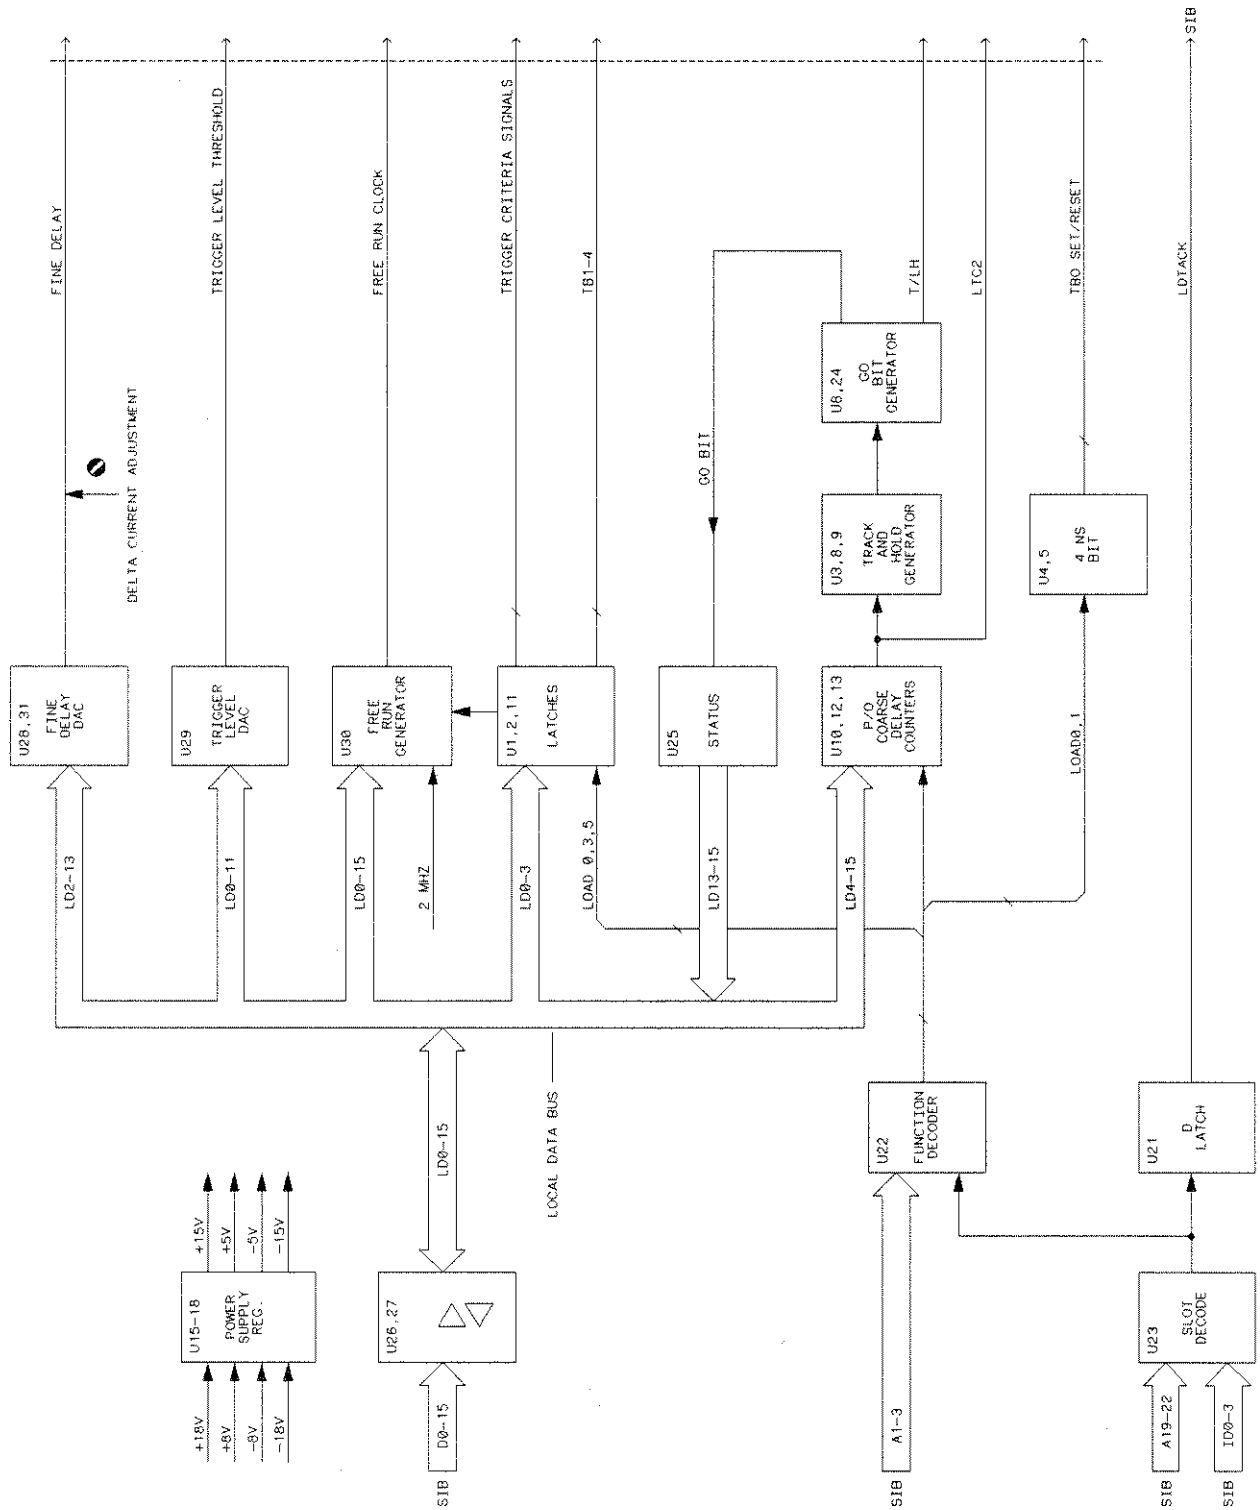 +18V
+8V
-8V
-18V
U15-18
POWER
SUPPLY
REG.
+15V
+5V
-5V
-15V
SIB
D0-15
U26,27
LD0-15
LOCAL DATA BUS
SIB
A1-3
U22
FUNCTION
DECODER
SIB
A19-22
SIB
ID0-3
U23
SLOT
DECODE
U21
D
LATCH
LDTACK
SIB
LD2-13
U28,31
FINE
DELAY
DAC
FINE DELAY
DELTA CURRENT ADJUSTMENT
LD0-11
U29
TRIGGER
LEVEL
DAC
TRIGGER LEVEL THRESHOLD
LD0-15
2 MHZ
U30
FREE
RUN
GENERATOR
FREE RUN CLOCK
LD0-3
LOAD 0,3,5
U1,2,11
LATCHES
TRIGGER CRITERIA SIGNALS
TB1-4
LD13-15
U25
STATUS
GO BIT
LD4-15
U10,12,13
P/O
COARSE
DELAY
COUNTERS
U3,8,9
TRACK
AND
HOLD
GENERATOR
U8,24
GO
BIT
GENERATOR
T/LH
LTC2
LOAD0,1
U4,5
4 NS
BIT
TB0 SET/RESET